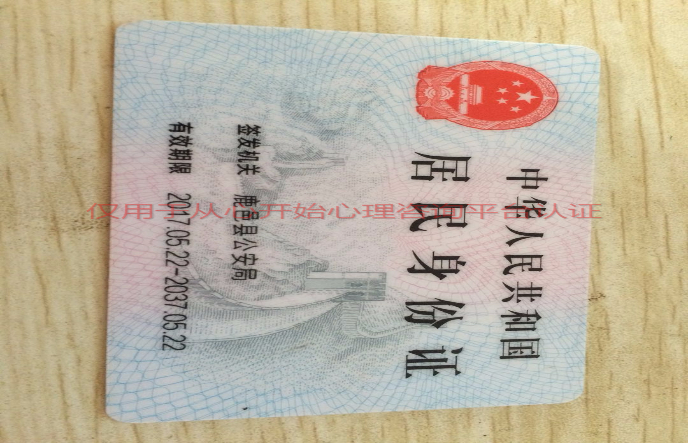 中华人民共和国
居民身份证
签发机关 鹿邑县公安局
有效期限 2017.05.22-2037.05.22
仅用于从心开始心理咨询平台认证